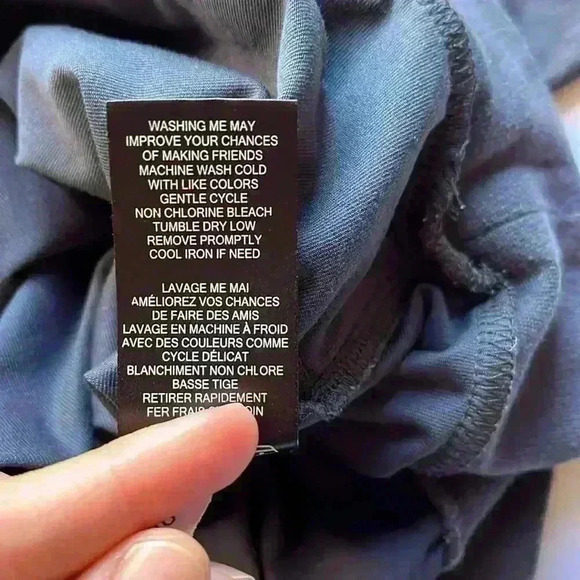 WASHING ME MAY
IMPROVE YOUR CHANCES
OF MAKING FRIENDS
MACHINE WASH COLD
WITH LIKE COLORS
GENTLE CYCLE
NON CHLORINE BLEACH
TUMBLE DRY LOW
REMOVE PROMPTLY
COOL IRON IF NEED
LAVAGE ME MAI
AMÉLIOREZ VOS CHANCES
DE FAIRE DES AMIS
LAVAGE EN MACHINE À FROID
AVEC DES COULEURS COMME
CYCLE DÉLICAT
BLANCHIMENT NON CHLORE
BASSE TIGE
RETIRER RAPIDEMENT
FER